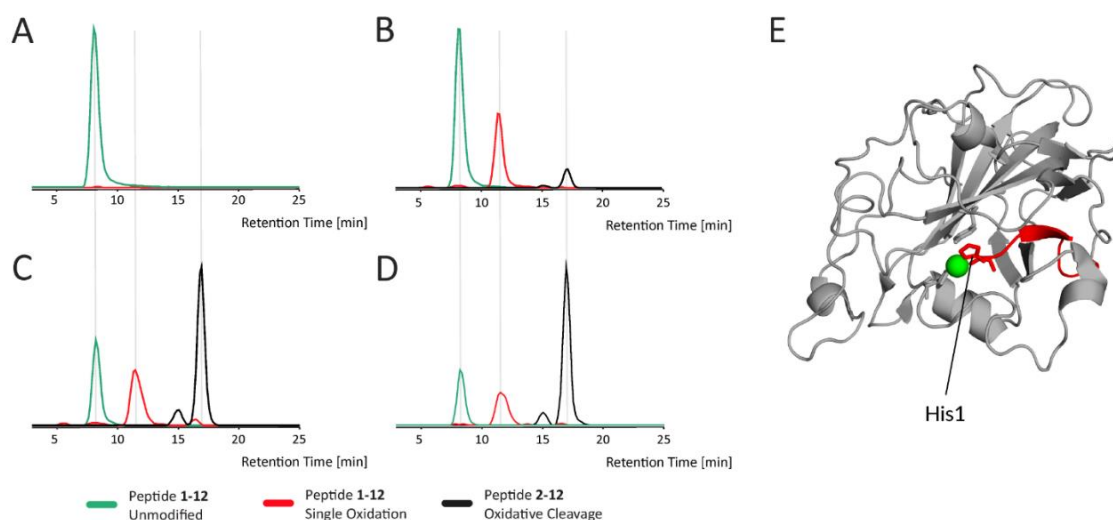 A
B
E
5 10 15 20 25
Retention Time [min]
5 10 15 20 25
Retention Time [min]
C
D
5 10 15 20 25
Retention Time [min]
5 10 15 20 25
Retention Time [min]
His1
Peptide 1-12
Unmodified
Peptide 1-12
Single Oxidation
Peptide 2-12
Oxidative Cleavage